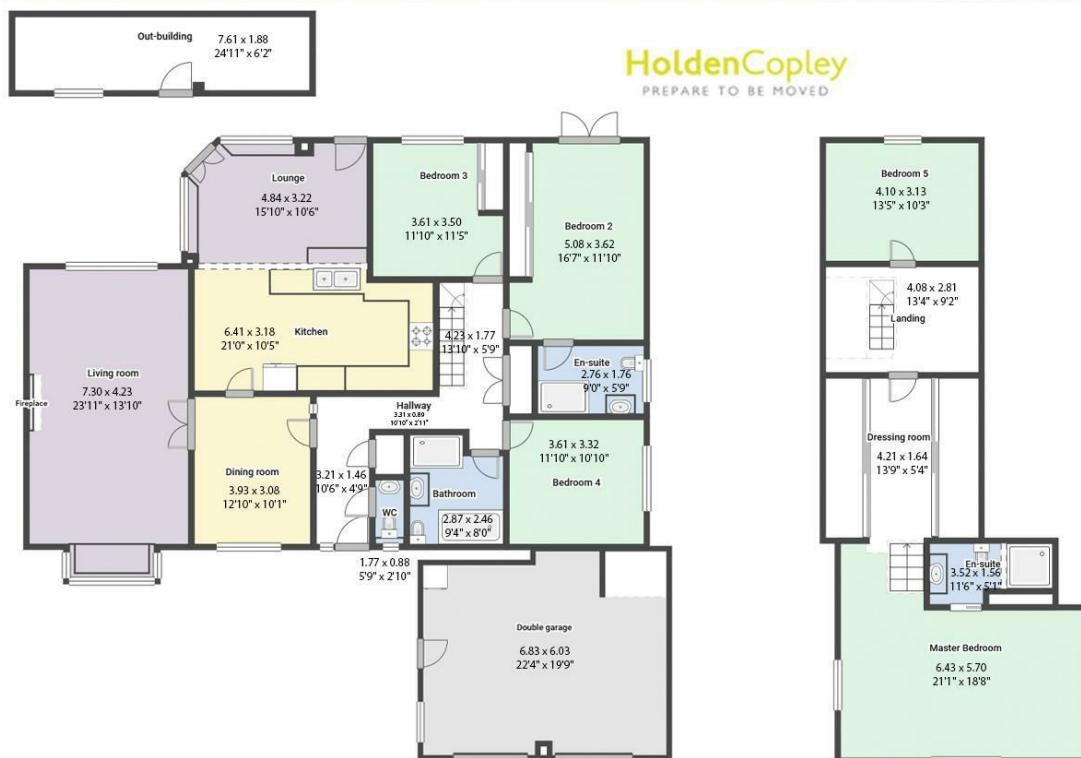 Out-building
7.61 x 1.88
24'11" x 6'2"
HoldenCopley
PREPARE TO BE MOVED
Lounge
4.84 x 3.22
15'10" x 10'6"
Bedroom 3
3.61 x 3.50
11'10" x 11'5"
Bedroom 2
5.08 x 3.62
16'7" x 11'10"
Bedroom 5
4.10 x 3.13
13'5" x 10'3"
Living room
7.30 x 4.23
23'11" x 13'10"
Fireplace
6.41 x 3.18
21'0" x 10'5"
Kitchen
4.23 x 1.77
13'10" x 5'9"
En-suite
2.76 x 1.76
9'0" x 5'9"
4.08 x 2.81
13'4" x 9'2"
Landing
Hallway
3.31 x 0.89
10'10" x 2'11"
Dining room
3.93 x 3.08
12'10" x 10'1"
3.21 x 1.46
10'6" x 4'9"
WC
1.77 x 0.88
5'9" x 2'10"
Bathroom
2.87 x 2.46
9'4" x 8'0"
3.61 x 3.32
11'10" x 10'10"
Bedroom 4
Dressing room
4.21 x 1.64
13'9" x 5'4"
En-suite
3.52 x 1.56
11'6" x 5'1"
Double garage
6.83 x 6.03
22'4" x 19'9"
Master Bedroom
6.43 x 5.70
21'1" x 18'8"